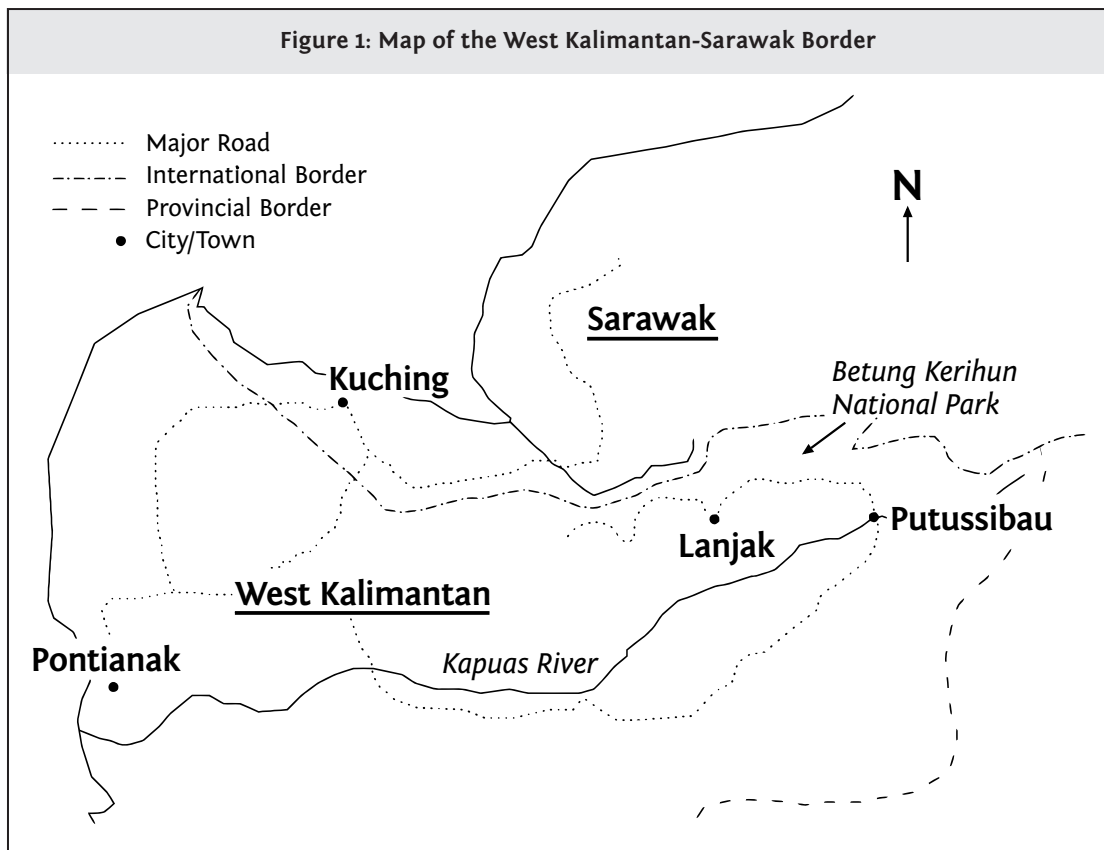 Figure 1: Map of the West Kalimantan-Sarawak Border
Major Road
International Border
Provincial Border
City/Town
N
Sarawak
Kuching
Betung Kerihun
National Park
Lanjak
Putussibau
West Kalimantan
Pontianak
Kapuas River